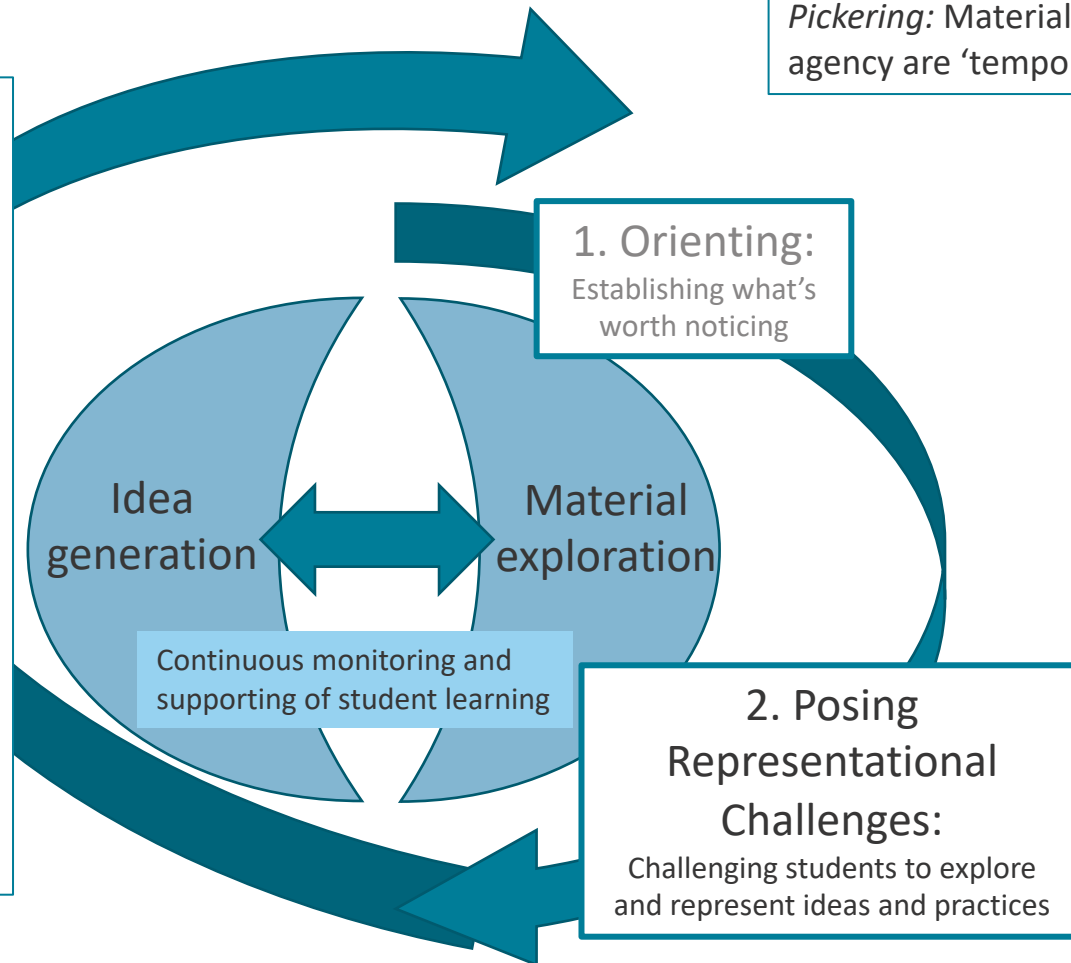 Pickering: Material
agency are ‘tempo
1. Orienting:
Establishing what’s
worth noticing
Idea
generation
Material
exploration
Continuous monitoring and
supporting of student learning
2. Posing
Representational
Challenges:
Challenging students to explore
and represent ideas and practices